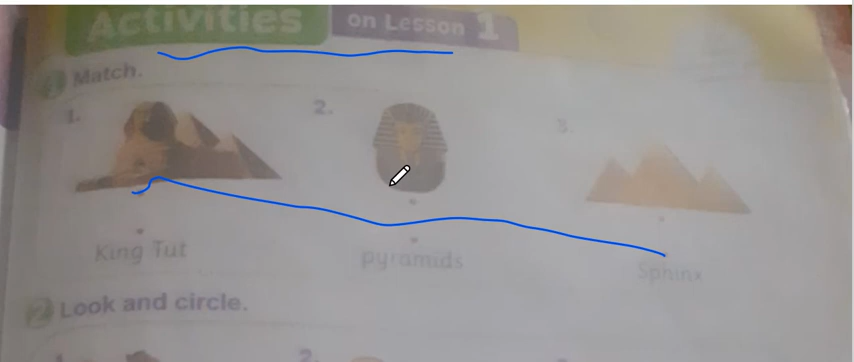 Activities on Lesson 1
1 Match.
1.
2.
3.
King Tut
pyramids
Sphinx
2 Look and circle.
1.
2.